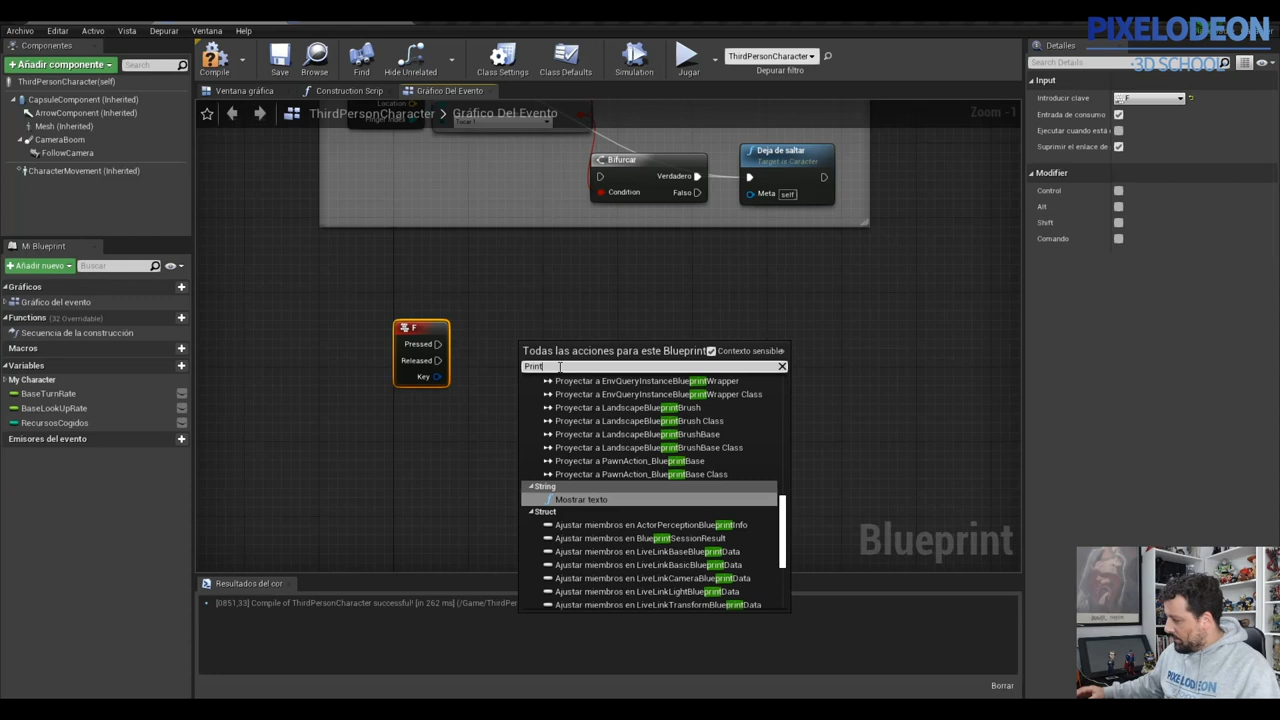 PIXELODEON
3D SCHOOL
Archivo Editar Activo Vista Depurar Ventana Help
Componentes
Añadir componente
Search
ThirdPersonCharacter(self)
CapsuleComponent (Inherited)
ArrowComponent (Inherited)
Mesh (Inherited)
CameraBoom
FollowCamera
CharacterMovement (Inherited)
Compile
Save
Browse
Find
Hide Unrelated
Class Settings
Class Defaults
Simulation
Jugar
ThirdPersonCharacter
Depurar filtro
Ventana gráfica
Construction Scrip
Gráfico Del Evento
ThirdPersonCharacter > Gráfico Del Evento
Zoom -1
Location
Bifurcar
Verdadero
Condition
Falso
Deja de saltar
Target is Carácter
Meta
self
Mi Blueprint
Añadir nuevo
Buscar
Gráficos
Gráfico del evento
Functions (32 Overridable)
Secuencia de la construcción
Macros
Variables
My Character
BaseTurnRate
BaseLookUpRate
RecursosCogidos
Emisores del evento
F
Pressed
Released
Key
Todas las acciones para este Blueprint
Contexto sensible
Print
Proyectar a EnvQueryInstanceBlueprintWrapper
Proyectar a EnvQueryInstanceBlueprintWrapper Class
Proyectar a LandscapeBlueprintBrush
Proyectar a LandscapeBlueprintBrush Class
Proyectar a LandscapeBlueprintBrushBase
Proyectar a LandscapeBlueprintBrushBase Class
Proyectar a PawnAction_BlueprintBase
Proyectar a PawnAction_BlueprintBase Class
String
Mostrar texto
Struct
Ajustar miembros en ActorPerceptionBlueprintInfo
Ajustar miembros en BlueprintSessionResult
Ajustar miembros en LiveLinkBaseBlueprintData
Ajustar miembros en LiveLinkBasicBlueprintData
Ajustar miembros en LiveLinkCameraBlueprintData
Ajustar miembros en LiveLinkLightBlueprintData
Ajustar miembros en LiveLinkTransformBlueprintData
Blueprint
Resultados del cor
[0851,33] Compile of ThirdPersonCharacter successful! [in 262 ms] (/Game/ThirdPers
Borrar
Detalles
Search Details
Input
Introducir clave
F
Entrada de consumo
Ejecutar cuando está
Suprimir el enlace de
Modifier
Control
Alt
Shift
Comando
PIXELODEON